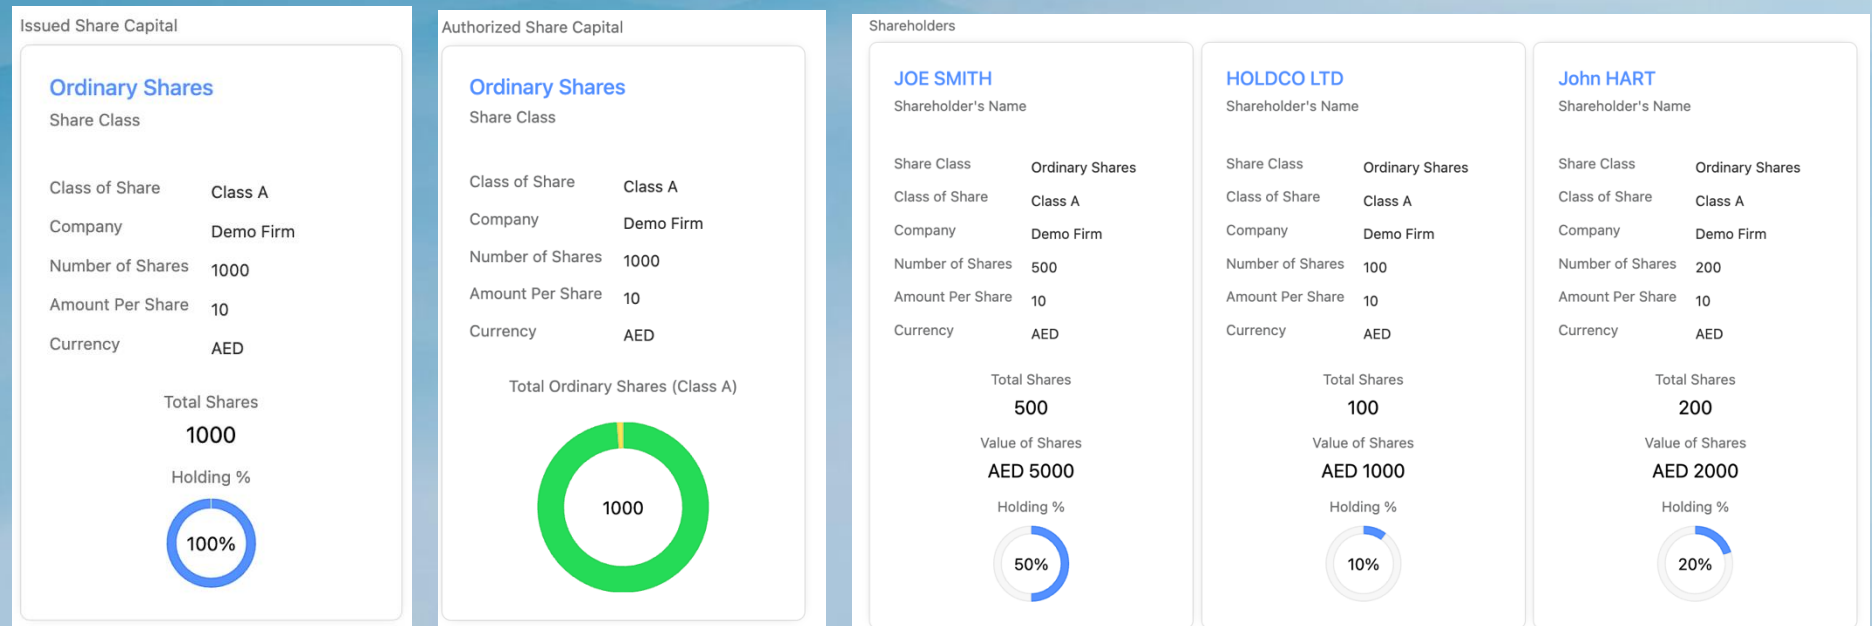 Issued Share Capital
Ordinary Shares
Share Class
Class of Share Class A
Company Demo Firm
Number of Shares 1000
Amount Per Share 10
Currency AED
Total Shares
1000
Holding %
100%
Authorized Share Capital
Ordinary Shares
Share Class
Class of Share Class A
Company Demo Firm
Number of Shares 1000
Amount Per Share 10
Currency AED
Total Ordinary Shares (Class A)
1000
Shareholders
JOE SMITH
Shareholder's Name
Share Class Ordinary Shares
Class of Share Class A
Company Demo Firm
Number of Shares 500
Amount Per Share 10
Currency AED
Total Shares
500
Value of Shares
AED 5000
Holding %
50%
HOLDCO LTD
Shareholder's Name
Share Class Ordinary Shares
Class of Share Class A
Company Demo Firm
Number of Shares 100
Amount Per Share 10
Currency AED
Total Shares
100
Value of Shares
AED 1000
Holding %
10%
John HART
Shareholder's Name
Share Class Ordinary Shares
Class of Share Class A
Company Demo Firm
Number of Shares 200
Amount Per Share 10
Currency AED
Total Shares
200
Value of Shares
AED 2000
Holding %
20%